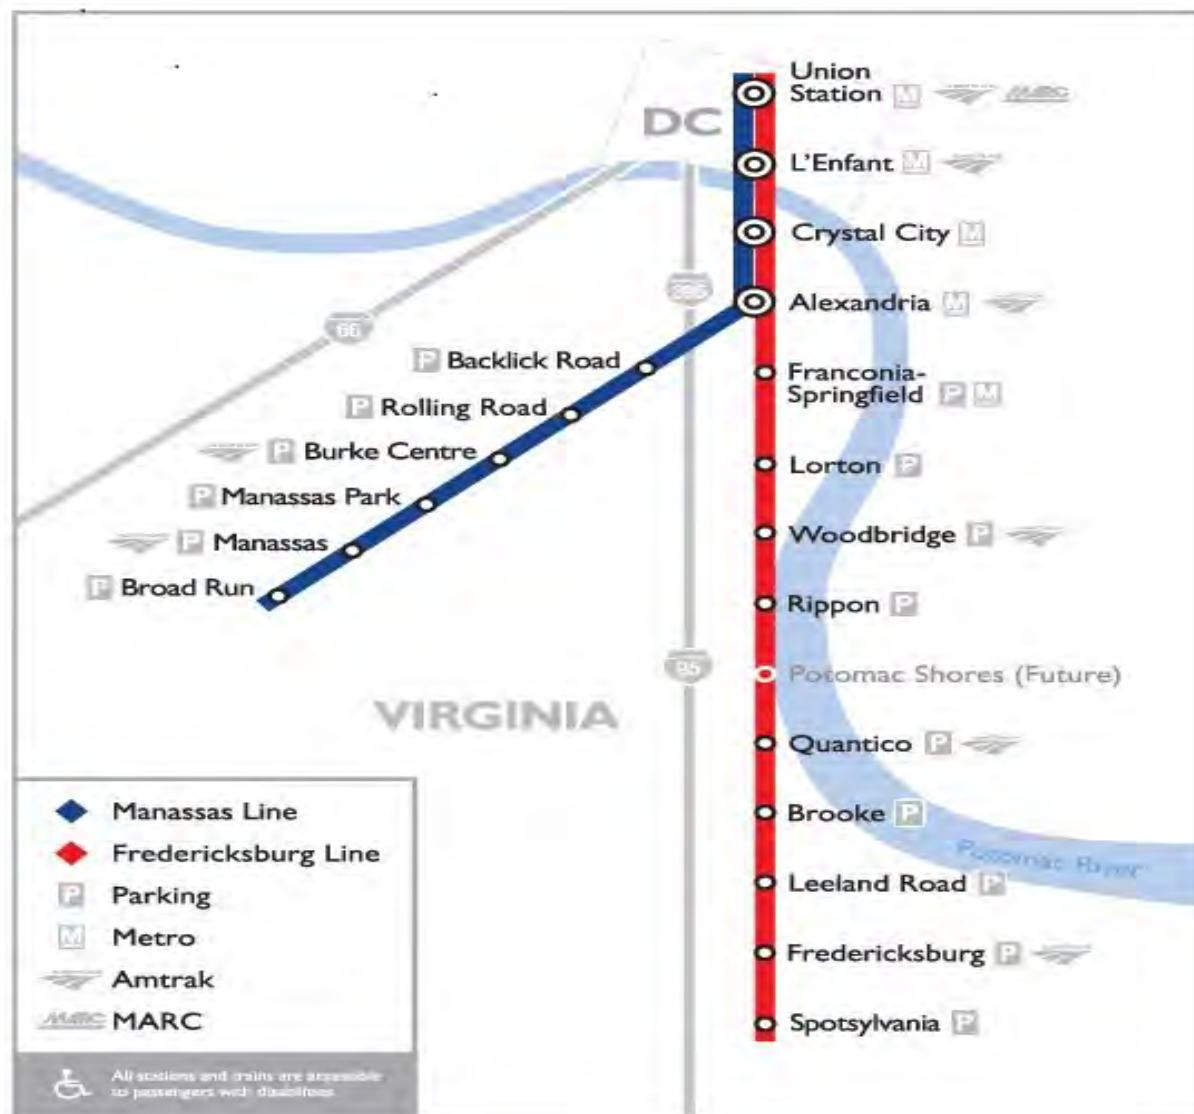 Union
Station M MARC
DC
L'Enfant M
Crystal City M
395
Alexandria M
66
P Backlick Road
Franconia-
Springfield P M
P Rolling Road
P Burke Centre
Lorton P
P Manassas Park
Woodbridge P
P Manassas
P Broad Run
Rippon P
95
Potomac Shores (Future)
VIRGINIA
Quantico P
Brooke P
Potomac River
Leeland Road P
Fredericksburg P
Spotsylvania P
Manassas Line
Fredericksburg Line
P Parking
M Metro
Amtrak
MARC MARC
All stations and trains are accessible
to passengers with disabilities